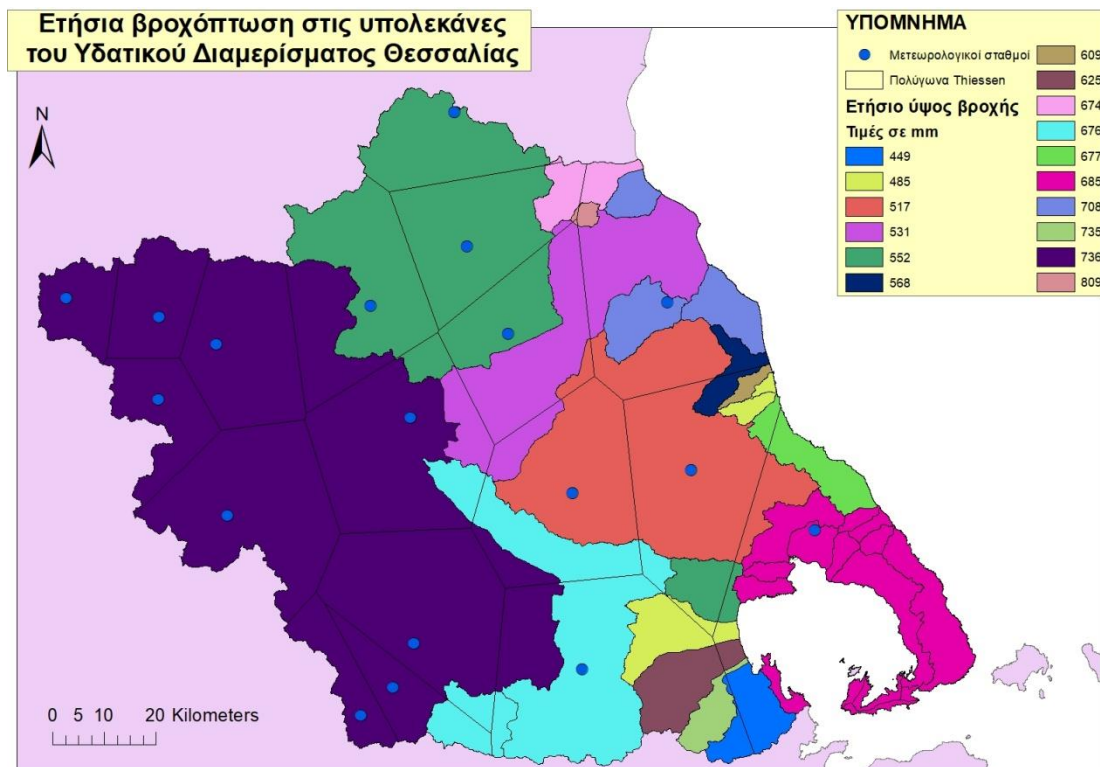 Ετήσια βροχόπτωση στις υπολεκάνες
του Υδατικού Διαμερίσματος Θεσσαλίας
N
0 5 10 20 Kilometers
ΥΠΟΜΝΗΜΑ
Μετεωρολογικοί σταθμοί
Πολύγωνα Thiessen
Ετήσιο ύψος βροχής
Τιμές σε mm
449
485
517
531
552
568
609
625
674
676
677
685
708
735
736
809